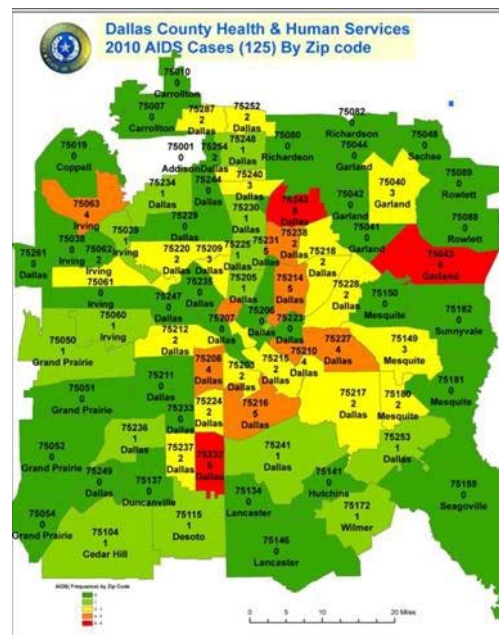 Dallas County Health & Human Services
2010 AIDS Cases (125) By Zip code
75010
0
Carrollton
75007
0
Carrollton
75287
2
Dallas
75252
2
Dallas
75019
0
Coppell
75001
0
Addison
75254
2
Dallas
75248
1
Dallas
75080
0
Richardson
75082
0
Richardson
75044
0
Garland
75048
0
Sachse
75040
3
Garland
75089
0
Rowlett
75088
0
Rowlett
75063
4
Irving
75234
1
Dallas
75244
0
Dallas
75240
3
Dallas
75243
Dallas
75042
0
Garland
75041
0
Garland
75043
Garland
75229
0
Dallas
75230
1
Dallas
75238
2
Dallas
75261
0
Dallas
75038
0
Irving
75062
2
Irving
75039
Irving
75220
2
Dallas
75209
Dallas
75225
1
Dallas
75231
5
Dallas
75218
2
Dallas
75061
0
Irving
75247
0
Dallas
75235
75205
1
Dallas
75214
5
Dallas
75228
2
Dallas
75150
0
Mesquite
75182
0
Sunnyvale
75050
1
Grand Prairie
75060
1
Irving
75212
2
Dallas
75207
0
Dallas
75206
0
75223
0
Dallas
75227
4
Dallas
75149
3
Mesquite
75051
0
Grand Prairie
75211
0
Dallas
75208
4
Dallas
75203
2
Dallas
75215
2
Dallas
75210
4
Dallas
75181
0
Mesquite
75233
0
Dallas
75224
2
Dallas
75216
5
Dallas
75217
2
Dallas
75180
2
Mesquite
75052
0
Grand Prairie
75236
1
Dallas
75237
2
Dallas
75232
Dallas
75241
1
Dallas
75253
1
Dallas
75249
0
Dallas
75137
0
Duncanville
75134
0
Lancaster
75141
0
Hutchins
75172
1
Wilmer
75159
0
Seagoville
75054
0
Grand Prairie
75104
1
Cedar Hill
75115
1
Desoto
75146
0
Lancaster
AIDS( Frequency) by Zip Code
0 5 10 20 Miles